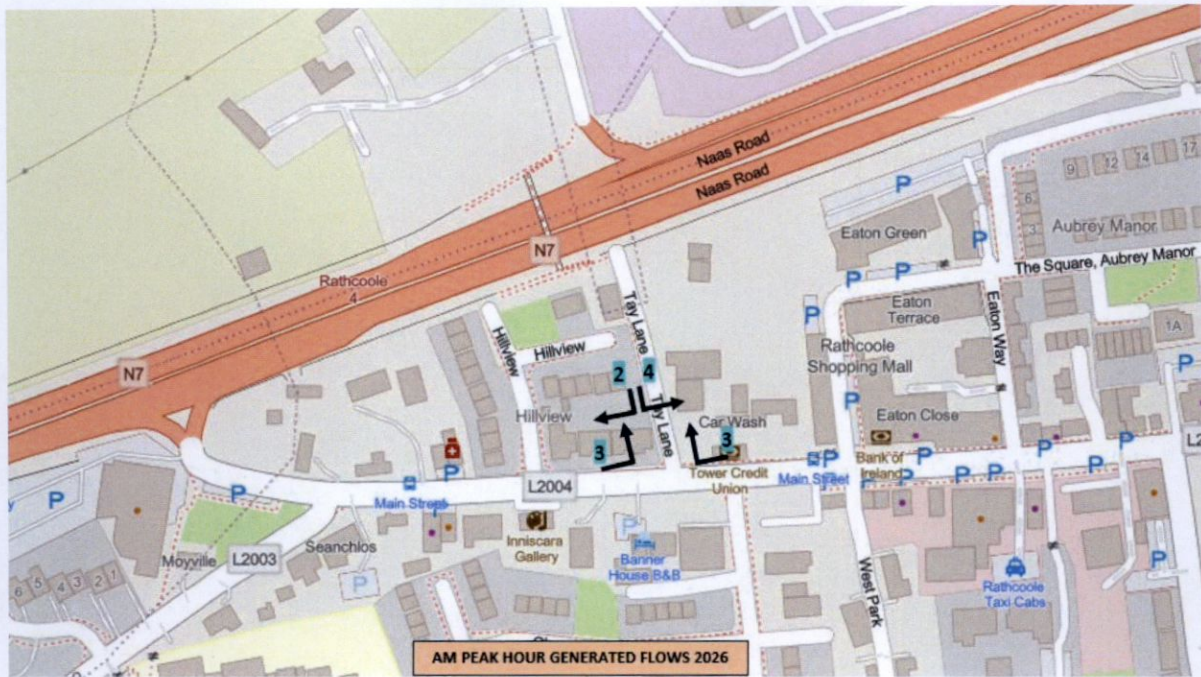 Naas Road
Naas Road
N7
Rathcoole
4
N7
P
P
P
P
P
P
Eaton Green
9
12
14
17
6
3
Aubrey Manor
The Square, Aubrey Manor
Eaton Terrace
Eaton Way
1A
Rathcoole
Shopping Mall
Eaton Close
Tay Lane
Hillview
Hillview
Hillview
2
4
Tay Lane
Car Wash
3
3
Tower Credit
Union
Main Street
P
Bank of
Ireland
P
P
P
P
P
P
P
P
P
P
Main Street
L2004
Inniscara
Gallery
P
Banner
House B&B
Moyville
L2003
Seanchlos
P
6
5
4
3
2
1
West Park
Rathcoole
Taxi Cabs
P
AM PEAK HOUR GENERATED FLOWS 2026